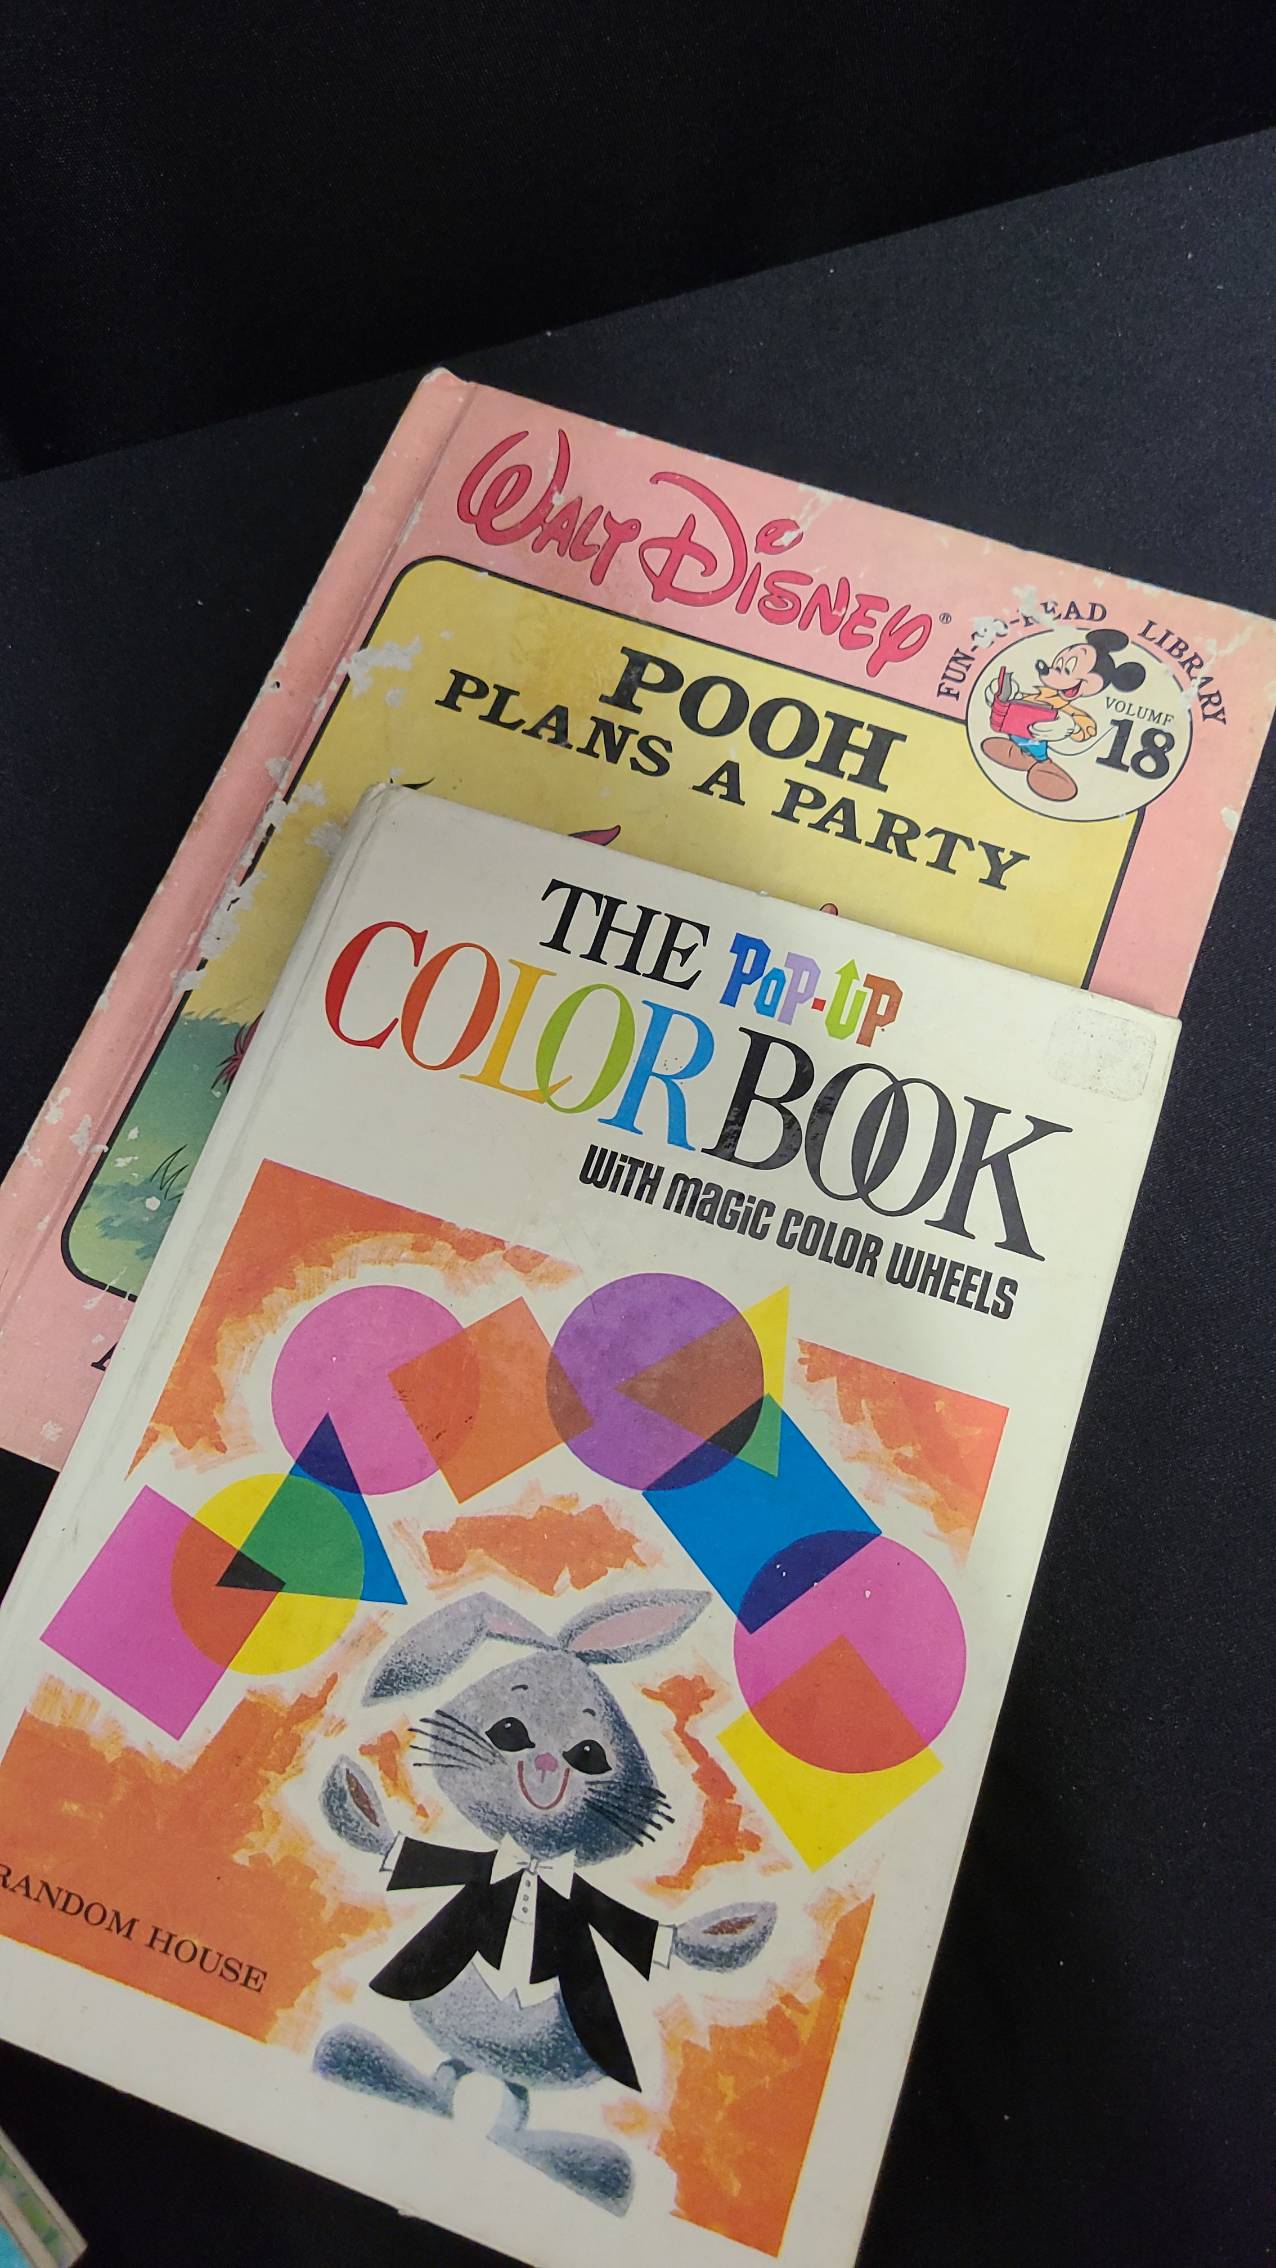 WALT DISNEY®
FUN-TO-READ LIBRARY
VOLUME
18
POOH
PLANS A PARTY
THE POP-UP
COLOR BOOK
WITH MAGIC COLOR WHEELS
RANDOM HOUSE